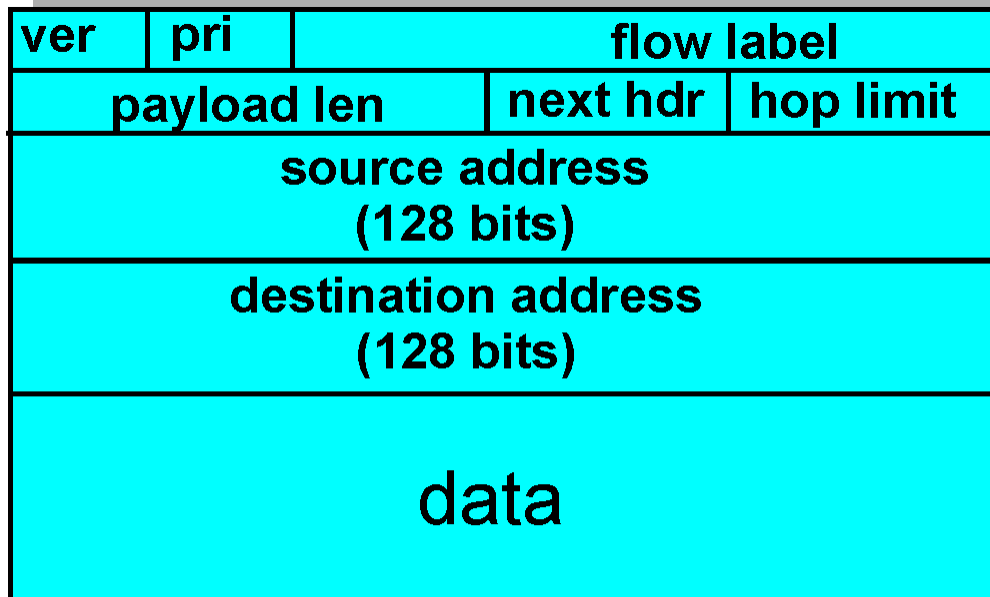 ver pri flow label
payload len next hdr hop limit
source address
(128 bits)
destination address
(128 bits)
data